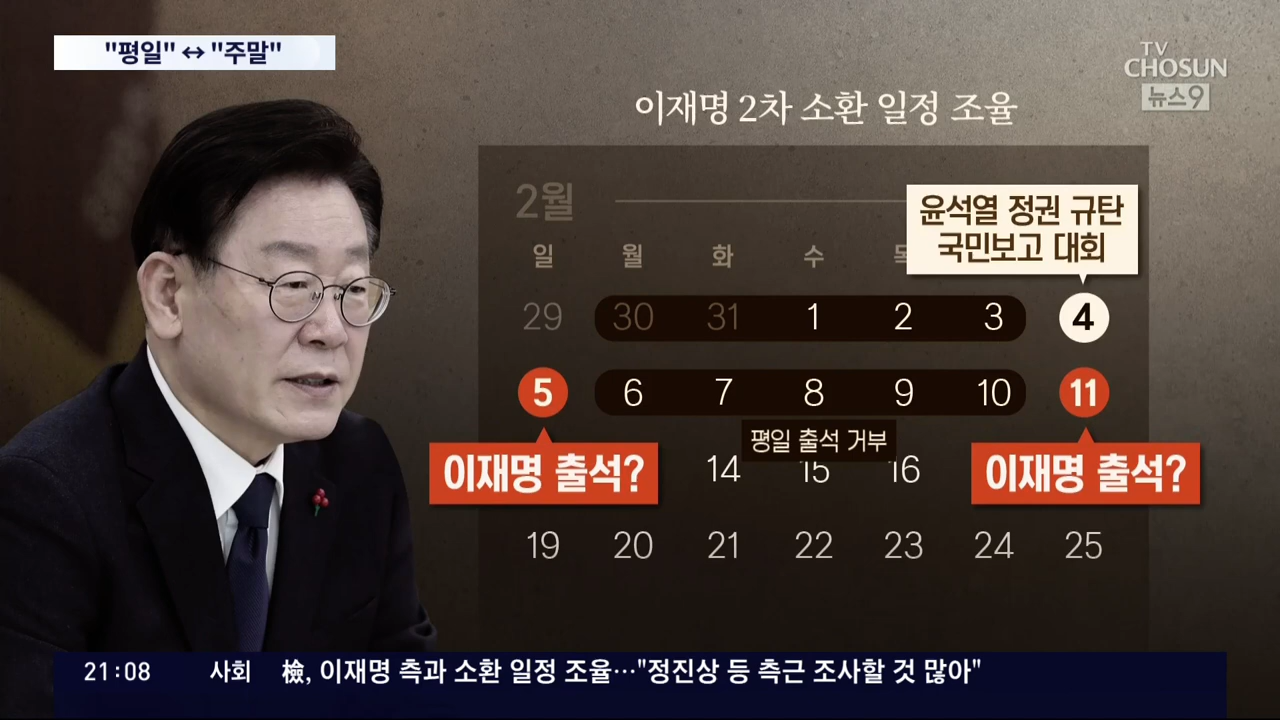 "평일" ↔ "주말"
TV
CHOSUN
뉴스9
이재명 2차 소환 일정 조율
2월
윤석열 정권 규탄
국민보고 대회
일 월 화 수
29 30 31 1 2 3 4
5 6 7 8 9 10 11
평일 출석 거부
이재명 출석?
14 15 16
이재명 출석?
19 20 21 22 23 24 25
21:08 사회 檢, 이재명 측과 소환 일정 조율…"정진상 등 측근 조사할 것 많아"